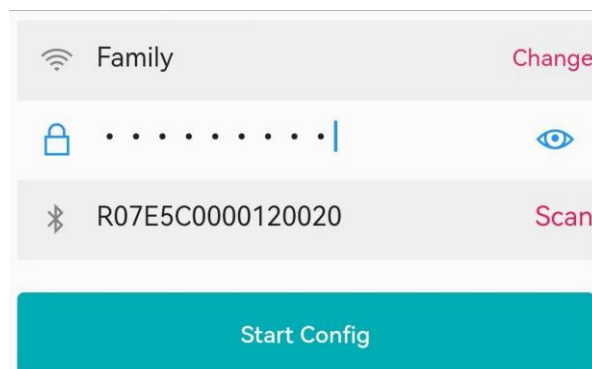 Family Change
• • • • • • • • •
R07E5C0000120020 Scan
Start Config